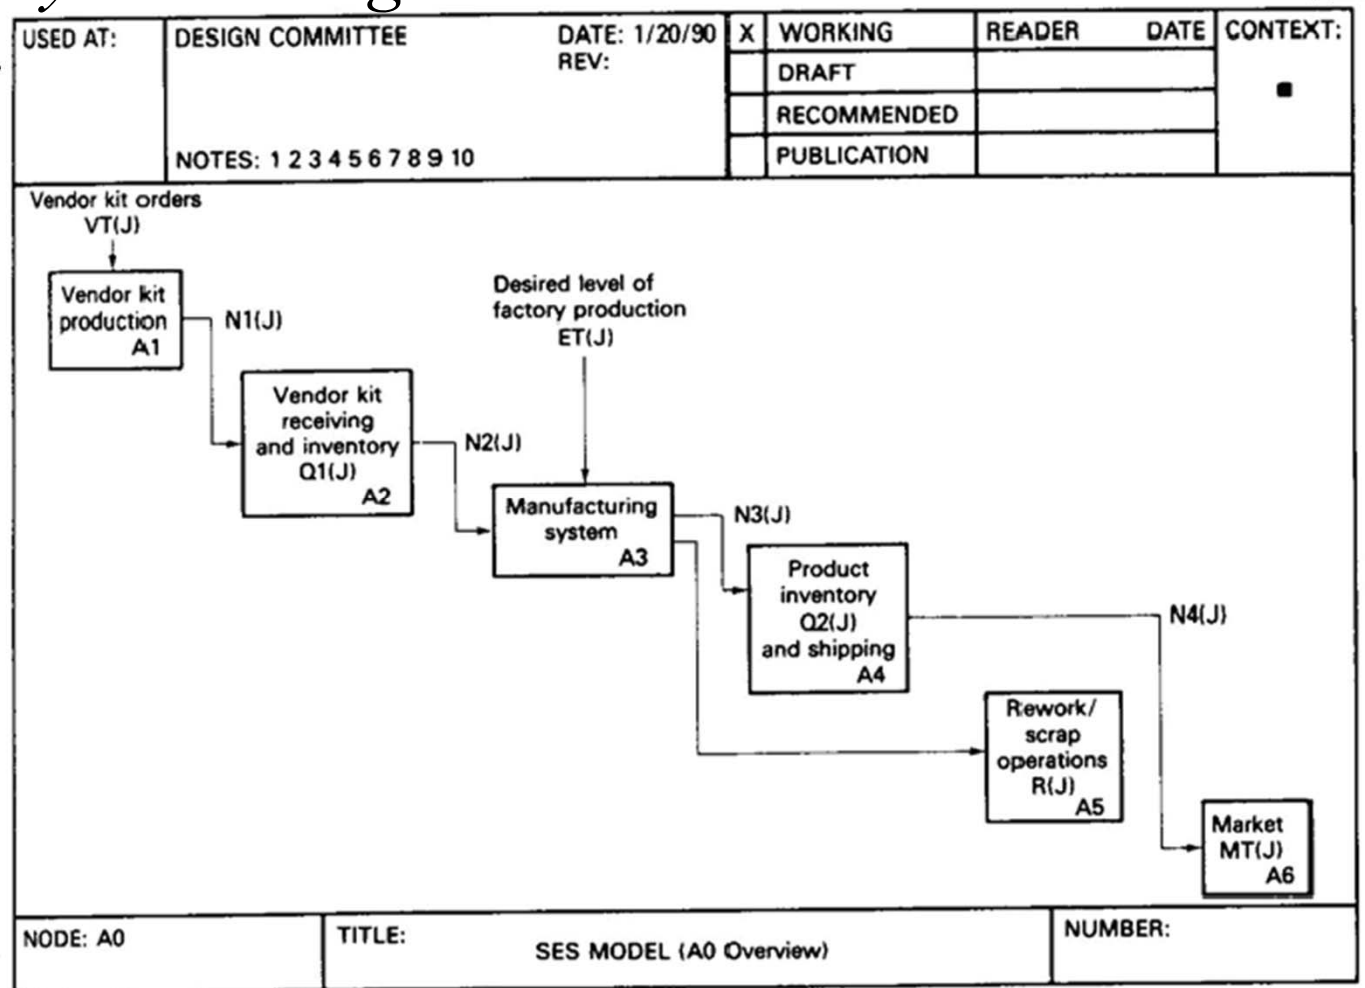 USED AT:
DESIGN COMMITTEE
DATE: 1/20/90
REV:
NOTES: 1 2 3 4 5 6 7 8 9 10
X WORKING
DRAFT
RECOMMENDED
PUBLICATION
READER DATE
CONTEXT:
Vendor kit orders
VT(J)
Vendor kit
production
A1
N1(J)
Vendor kit
receiving
and inventory
Q1(J)
A2
N2(J)
Desired level of
factory production
ET(J)
Manufacturing
system
A3
N3(J)
Product
inventory
Q2(J)
and shipping
A4
N4(J)
Rework/
scrap
operations
R(J)
A5
Market
MT(J)
A6
NODE: A0
TITLE:
SES MODEL (A0 Overview)
NUMBER: